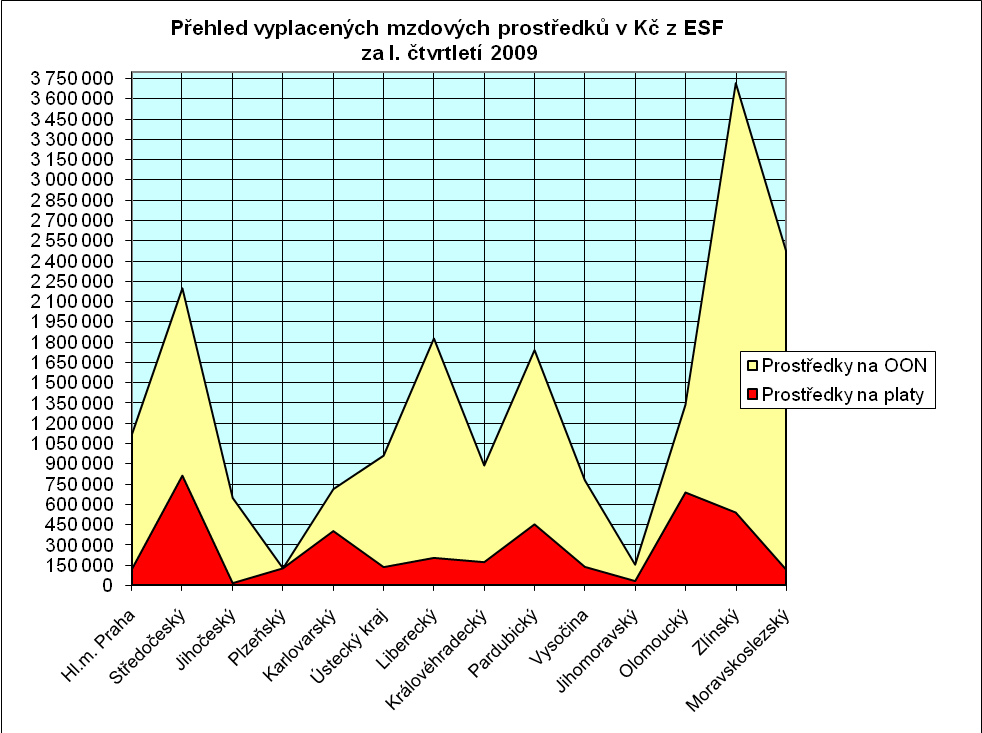 Přehled vyplacených mzdových prostředků v Kč z ESF
za I. čtvrtletí 2009
3 750 000
3 600 000
3 450 000
3 300 000
3 150 000
3 000 000
2 850 000
2 700 000
2 550 000
2 400 000
2 250 000
2 100 000
1 950 000
1 800 000
1 650 000
1 500 000
1 350 000
1 200 000
1 050 000
900 000
750 000
600 000
450 000
300 000
150 000
0
Prostředky na OON
Prostředky na platy
Hl.m. Praha
Středočeský
Jihočeský
Plzeňský
Karlovarský
Ústecký kraj
Liberecký
Královéhradecký
Pardubický
Vysočina
Jihomoravský
Olomoucký
Zlínský
Moravskoslezský